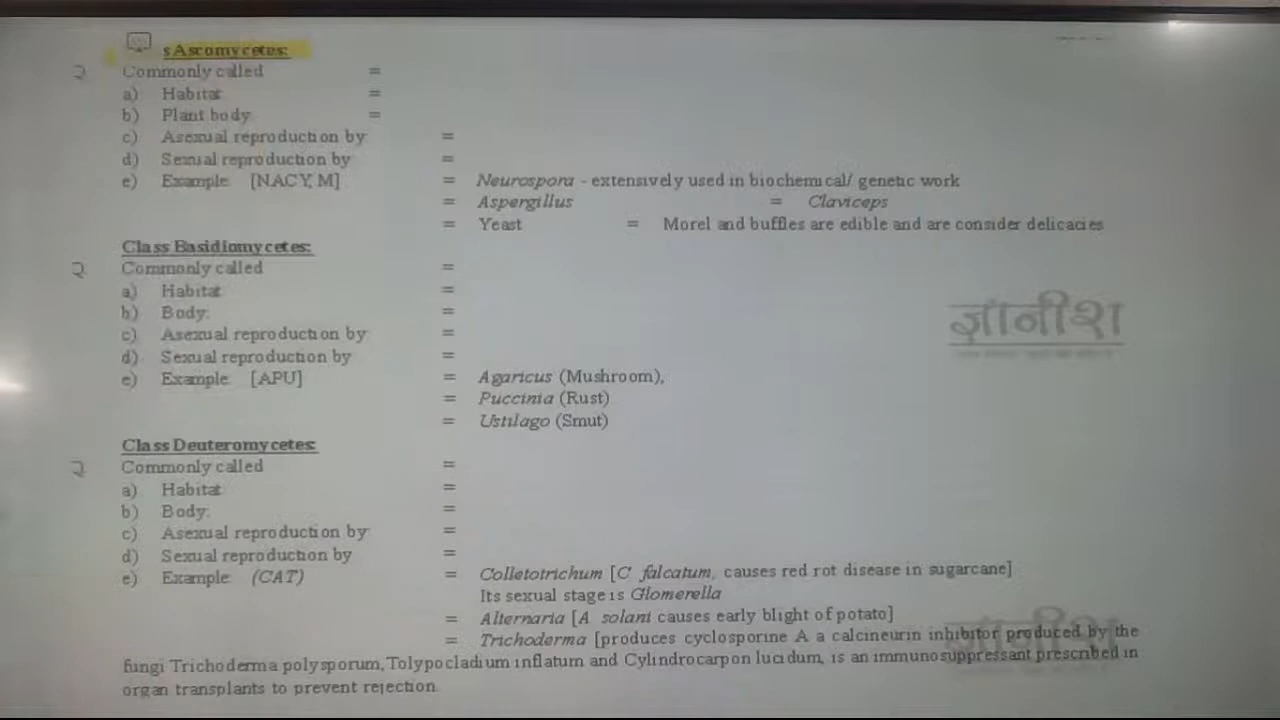 s Ascomycetes:
Commonly called =
a) Habitat =
b) Plant body =
c) Asexual reproduction by =
d) Sexual reproduction by =
e) Example [NACY, M] = Neurospora - extensively used in biochemical/ genetic work
= Aspergillus = Claviceps
= Yeast = Morel and buffles are edible and are consider delicacies
Class Basidiomycetes:
Commonly called =
a) Habitat =
b) Body: =
c) Asexual reproduction by =
d) Sexual reproduction by =
ज्ञानीश
e) Example [APU] = Agaricus (Mushroom),
= Puccinia (Rust)
= Ustilago (Smut)
Class Deuteromycetes:
Commonly called =
a) Habitat =
b) Body: =
c) Asexual reproduction by =
d) Sexual reproduction by =
e) Example (CAT) = Colletotrichum [C falcatum, causes red rot disease in sugarcane]
Its sexual stage is Glomerella
= Alternaria [A solani causes early blight of potato]
= Trichoderma [produces cyclosporine A a calcineurin inhibitor produced by the
fungi Trichoderma polysporum, Tolypocladium inflatum and Cylindrocarpon lucidum, is an immunosuppressant prescribed in
organ transplants to prevent rejection.
ज्ञानीश